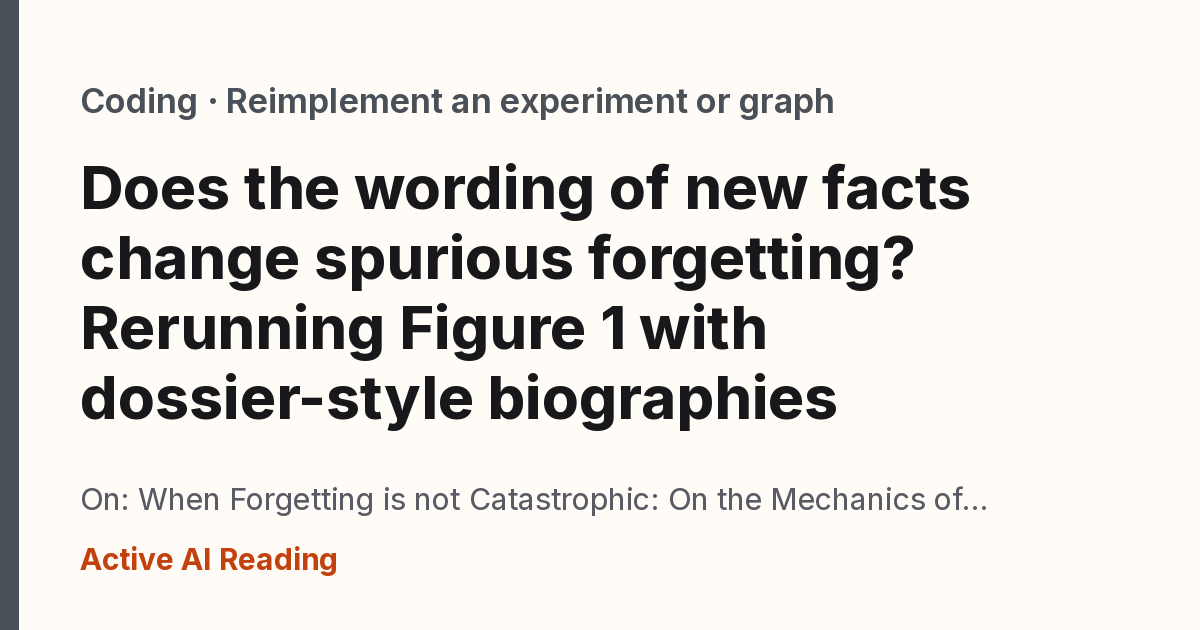 Coding · Reimplement an experiment or graph
Does the wording of new facts
change spurious forgetting?
Rerunning Figure 1 with
dossier-style biographies
On: When Forgetting is not Catastrophic: On the Mechanics of...
Active AI Reading